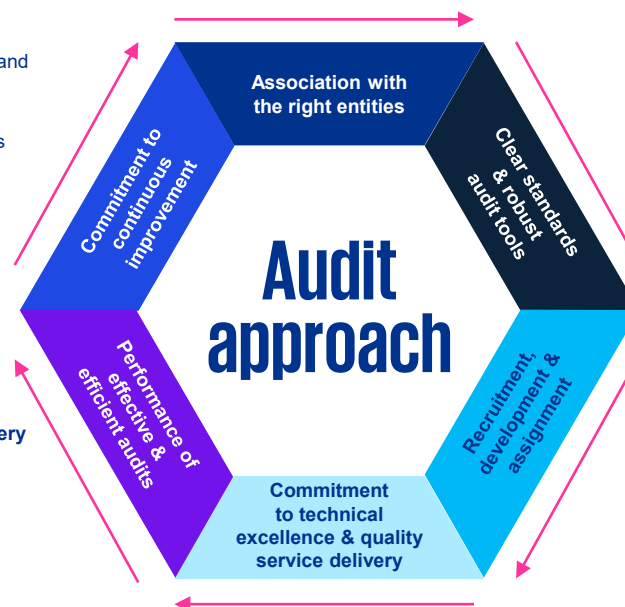 and
s
ery
Association with
the right entities
Clear standards
& robust
audit tools
Recruitment,
development &
assignment
Commitment
to technical
excellence & quality
service delivery
Performance of
effective &
efficient audits
Commitment to
continuous
improvement
Audit
approach